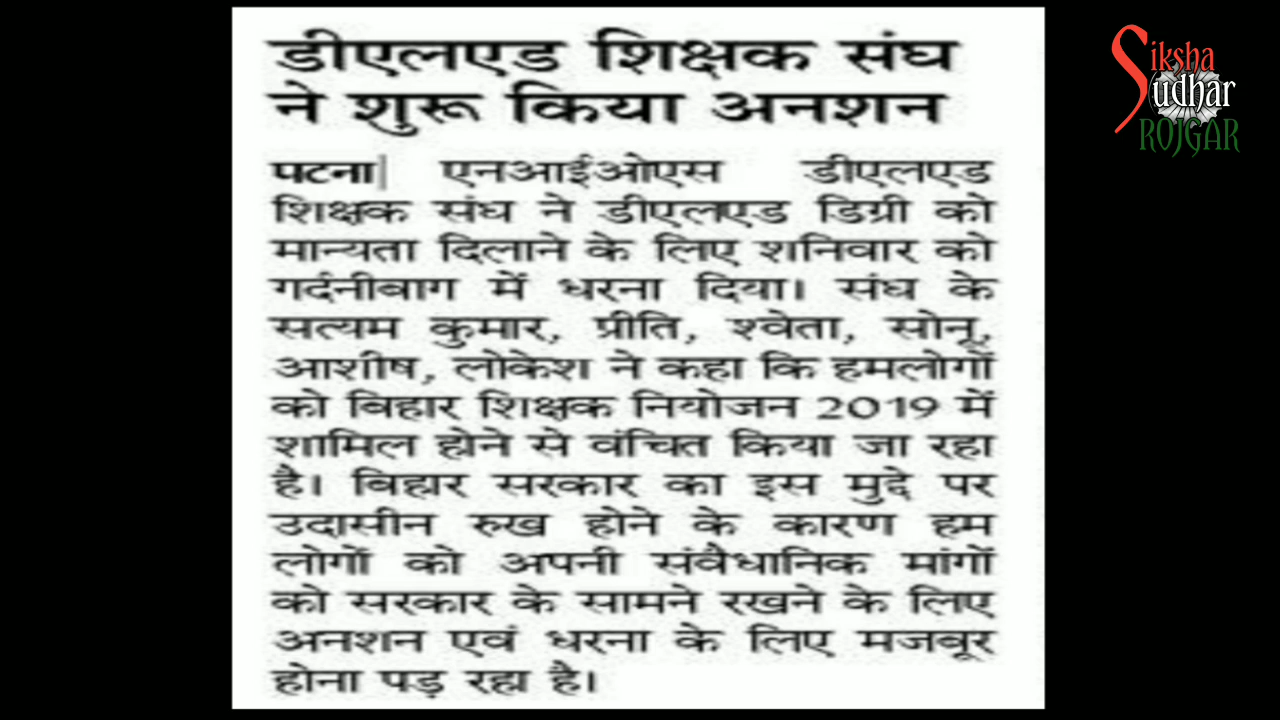 डीएलएड शिक्षक संघ
ने शुरू किया अनशन
पटना| एनआईओएस डीएलएड
शिक्षक संघ ने डीएलएड डिग्री को
मान्यता दिलाने के लिए शनिवार को
गर्दनीबाग में धरना दिया। संघ के
सत्यम कुमार, प्रीति, श्वेता, सोनू,
आशीष, लोकेश ने कहा कि हमलोगों
को बिहार शिक्षक नियोजन 2019 में
शामिल होने से वंचित किया जा रहा
है। बिहार सरकार का इस मुद्दे पर
उदासीन रुख होने के कारण हम
लोगों को अपनी संवैधानिक मांगों
को सरकार के सामने रखने के लिए
अनशन एवं धरना के लिए मजबूर
होना पड़ रहा है।
Siksha
Sudhar
ROJGAR